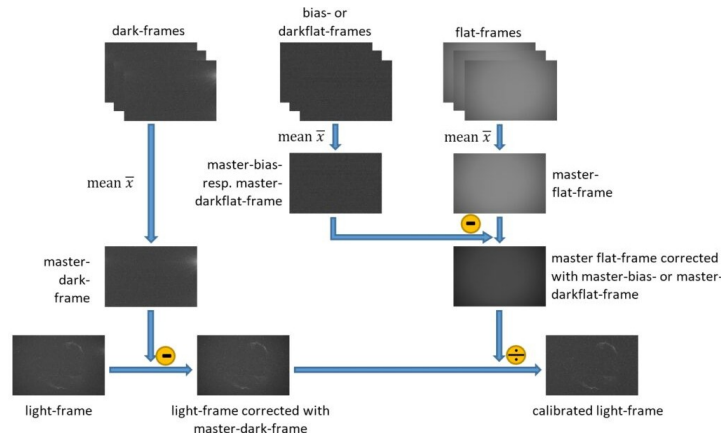 dark-frames
bias- or
darkflat-frames
flat-frames
mean x̅
mean x̅
mean x̅
master-bias-
resp. master-
darkflat-frame
master-
flat-frame
master-
dark-
frame
master flat-frame corrected
with master-bias- or master-
darkflat-frame
light-frame
light-frame corrected with
master-dark-frame
calibrated light-frame